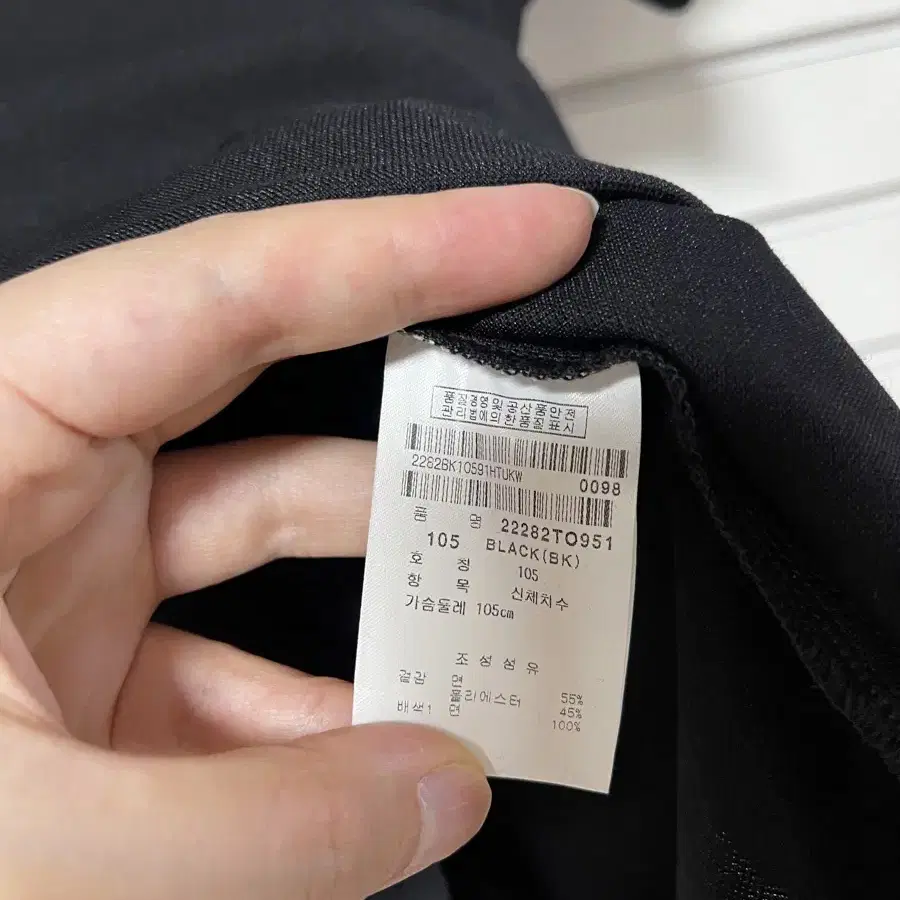 품질경영및공산품안전
관리법에의한품질표시
2262BK10591HTUKW
0098
품 명 22282TO951
105 BLACK(BK)
호 칭 105
항 목 신체치수
가슴둘레 105cm
조성섬유
겉감 면 55%
폴리에스터 45%
배색1 면 100%